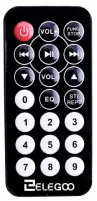 VOL+ FUNC/STOP
VOL-
0 EQ ST/REPT
1 2 3
4 5 6
7 8 9
ELEGOO